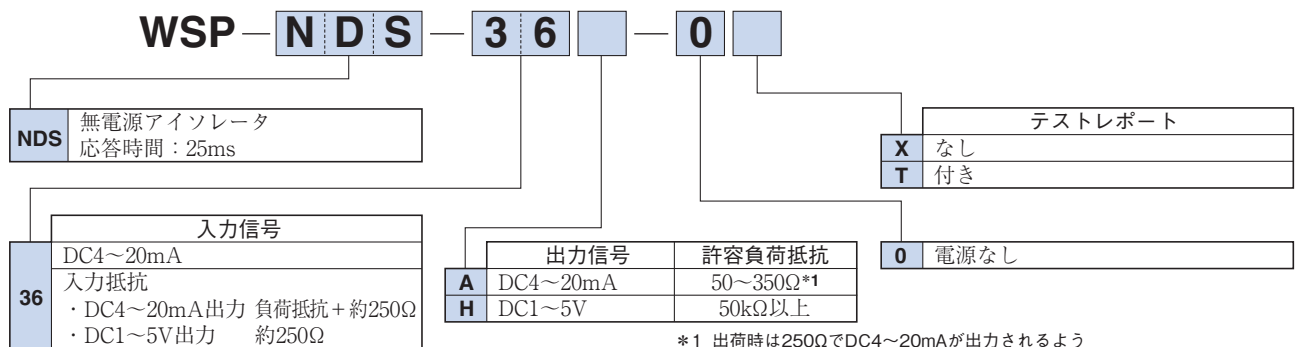 WSP—NDS—36 —0
NDS 無電源アイソレータ
応答時間：25ms
テストレポート
X なし
T 付き
入力信号
36 DC4〜20mA
入力抵抗
・DC4〜20mA出力 負荷抵抗＋約250Ω
・DC1〜5V出力 約250Ω
出力信号 許容負荷抵抗
A DC4〜20mA 50〜350Ω*1
H DC1〜5V 50kΩ以上
0 電源なし
*1 出荷時は250ΩでDC4〜20mAが出力されるよう